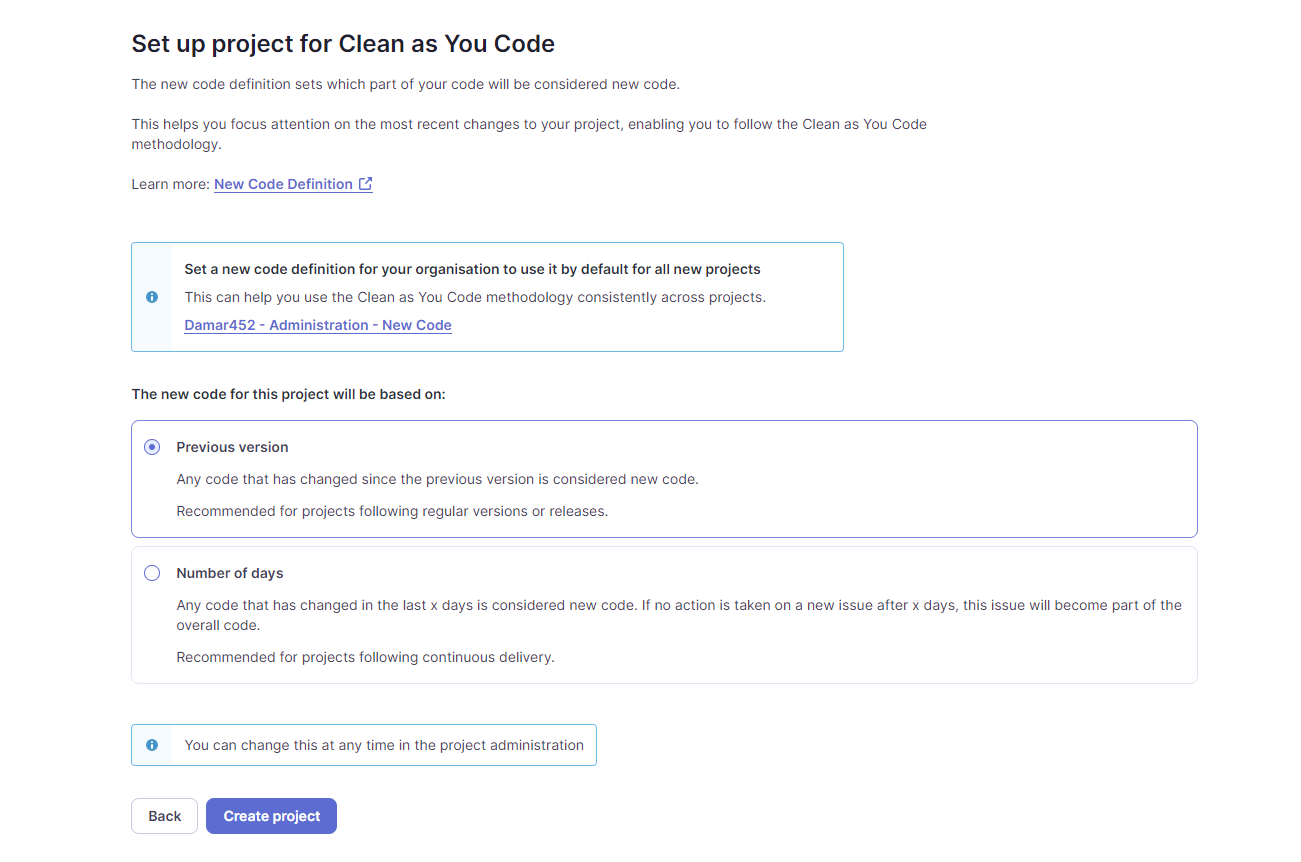 Set up project for Clean as You Code
The new code definition sets which part of your code will be considered new code.
This helps you focus attention on the most recent changes to your project, enabling you to follow the Clean as You Code
methodology.
Learn more: New Code Definition
Set a new code definition for your organisation to use it by default for all new projects
This can help you use the Clean as You Code methodology consistently across projects.
Damar452 - Administration - New Code
The new code for this project will be based on:
Previous version
Any code that has changed since the previous version is considered new code.
Recommended for projects following regular versions or releases.
Number of days
Any code that has changed in the last x days is considered new code. If no action is taken on a new issue after x days, this issue will become part of the
overall code.
Recommended for projects following continuous delivery.
You can change this at any time in the project administration
Back
Create project